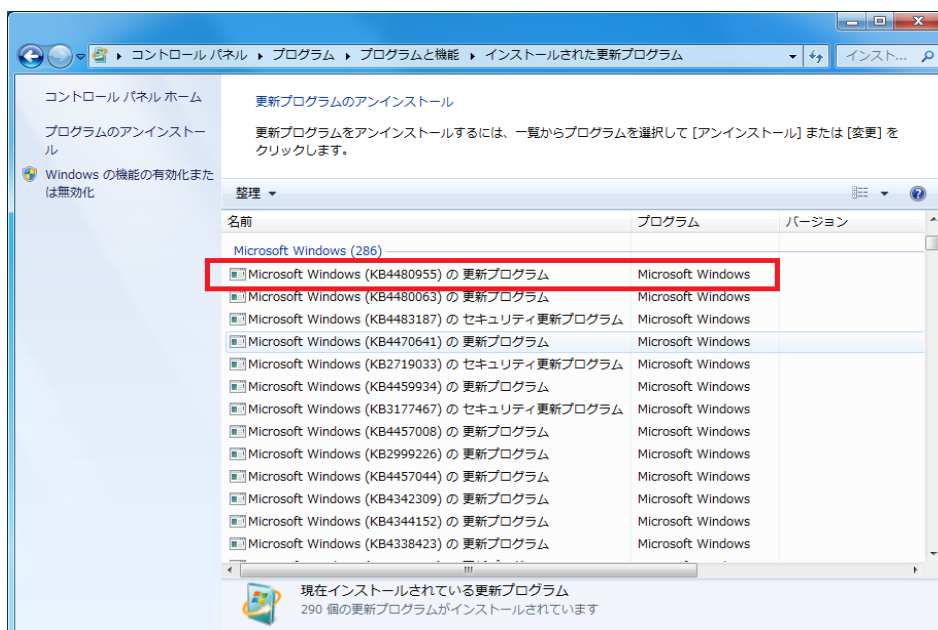 コントロール パネル ▸ プログラム ▸ プログラムと機能 ▸ インストールされた更新プログラム
インスト...
コントロール パネル ホーム
プログラムのアンインストー
ル
Windows の機能の有効化また
は無効化
更新プログラムのアンインストール
更新プログラムをアンインストールするには、一覧からプログラムを選択して [アンインストール] または [変更] を
クリックします。
整理
名前 プログラム バージョン
Microsoft Windows (286)
Microsoft Windows (KB4480955) の 更新プログラム Microsoft Windows
Microsoft Windows (KB4480063) の 更新プログラム Microsoft Windows
Microsoft Windows (KB4483187) の セキュリティ更新プログラム Microsoft Windows
Microsoft Windows (KB4470641) の 更新プログラム Microsoft Windows
Microsoft Windows (KB2719033) の セキュリティ更新プログラム Microsoft Windows
Microsoft Windows (KB4459934) の 更新プログラム Microsoft Windows
Microsoft Windows (KB3177467) の セキュリティ更新プログラム Microsoft Windows
Microsoft Windows (KB4457008) の 更新プログラム Microsoft Windows
Microsoft Windows (KB2999226) の 更新プログラム Microsoft Windows
Microsoft Windows (KB4457044) の 更新プログラム Microsoft Windows
Microsoft Windows (KB4342309) の 更新プログラム Microsoft Windows
Microsoft Windows (KB4344152) の 更新プログラム Microsoft Windows
Microsoft Windows (KB4338423) の 更新プログラム Microsoft Windows
現在インストールされている更新プログラム
290 個の更新プログラムがインストールされています